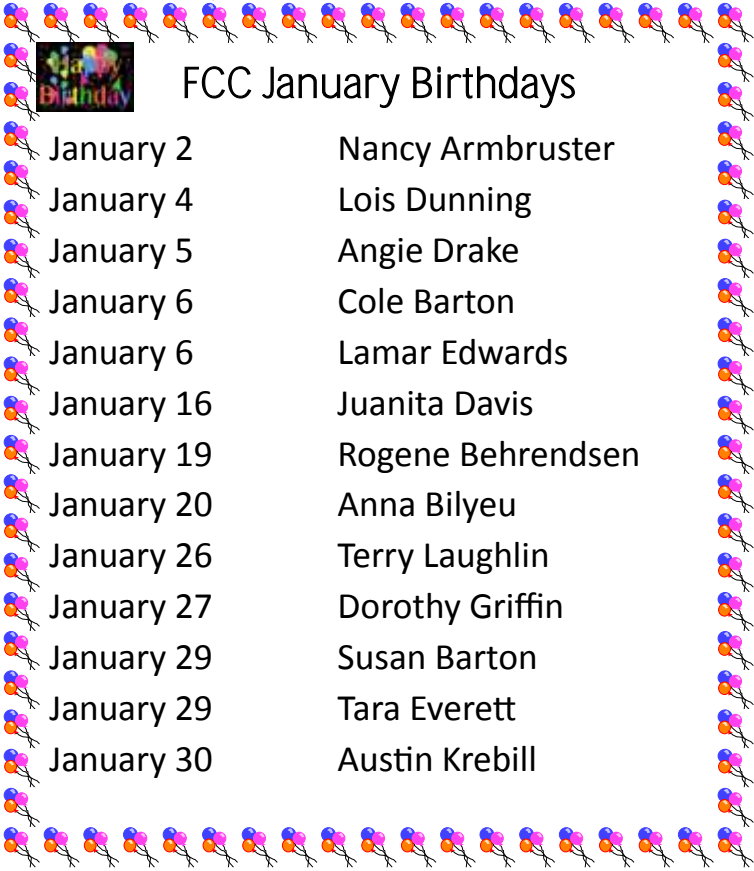 Happy
Birthday
FCC January Birthdays
January 2 Nancy Armbruster
January 4 Lois Dunning
January 5 Angie Drake
January 6 Cole Barton
January 6 Lamar Edwards
January 16 Juanita Davis
January 19 Rogene Behrendsen
January 20 Anna Bilyeu
January 26 Terry Laughlin
January 27 Dorothy Griffin
January 29 Susan Barton
January 29 Tara Everett
January 30 Austin Krebill